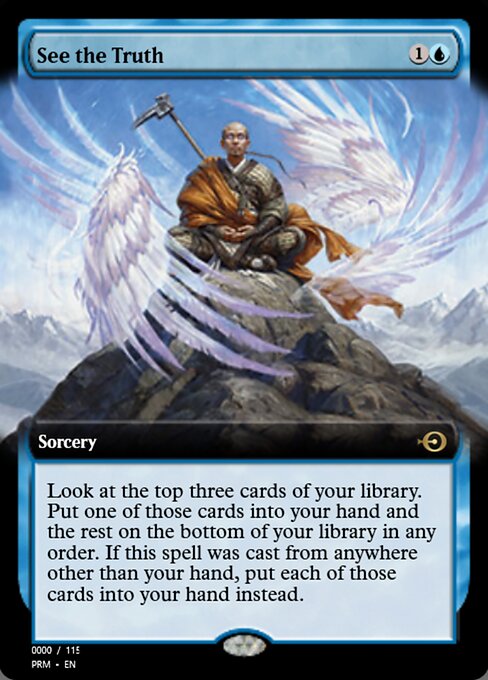 See the Truth 1
Sorcery
Look at the top three cards of your library.
Put one of those cards into your hand and
the rest on the bottom of your library in any
order. If this spell was cast from anywhere
other than your hand, put each of those
cards into your hand instead.
0000 / 115
PRM • EN